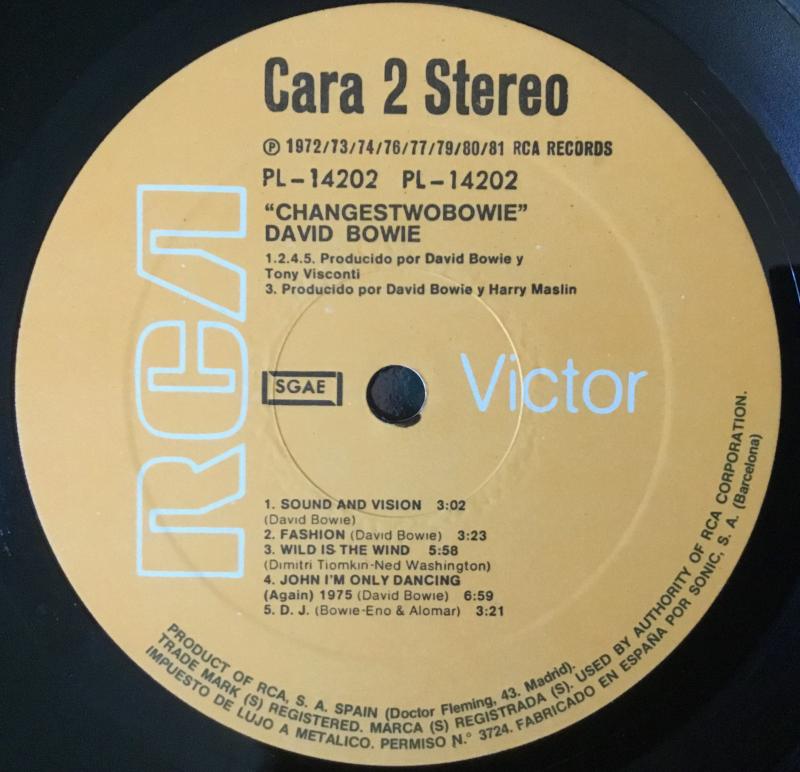 Cara 2 Stereo
℗ 1972/73/74/76/77/79/80/81 RCA RECORDS
PL-14202 PL-14202
"CHANGESTWOBOWIE"
DAVID BOWIE
1.2.4.5. Producido por David Bowie y
Tony Visconti
3. Producido por David Bowie y Harry Maslin
RCA
SGAE
Victor
1. SOUND AND VISION 3:02
(David Bowie)
2. FASHION (David Bowie) 3:23
3. WILD IS THE WIND 5:58
(Dimitri Tiomkin-Ned Washington)
4. JOHN I'M ONLY DANCING
(Again) 1975 (David Bowie) 6:59
5. D. J. (Bowie-Eno & Alomar) 3:21
PRODUCT OF RCA, S. A. SPAIN (Doctor Fleming, 43. Madrid). USED BY AUTHORITY OF RCA CORPORATION.
TRADE MARK (S) REGISTERED. MARCA (S) REGISTRADA (S). FABRICADO EN ESPAÑA POR SONIC, S. A. (Barcelona)
IMPUESTO DE LUJO A METALICO. PERMISO N.º 3724.